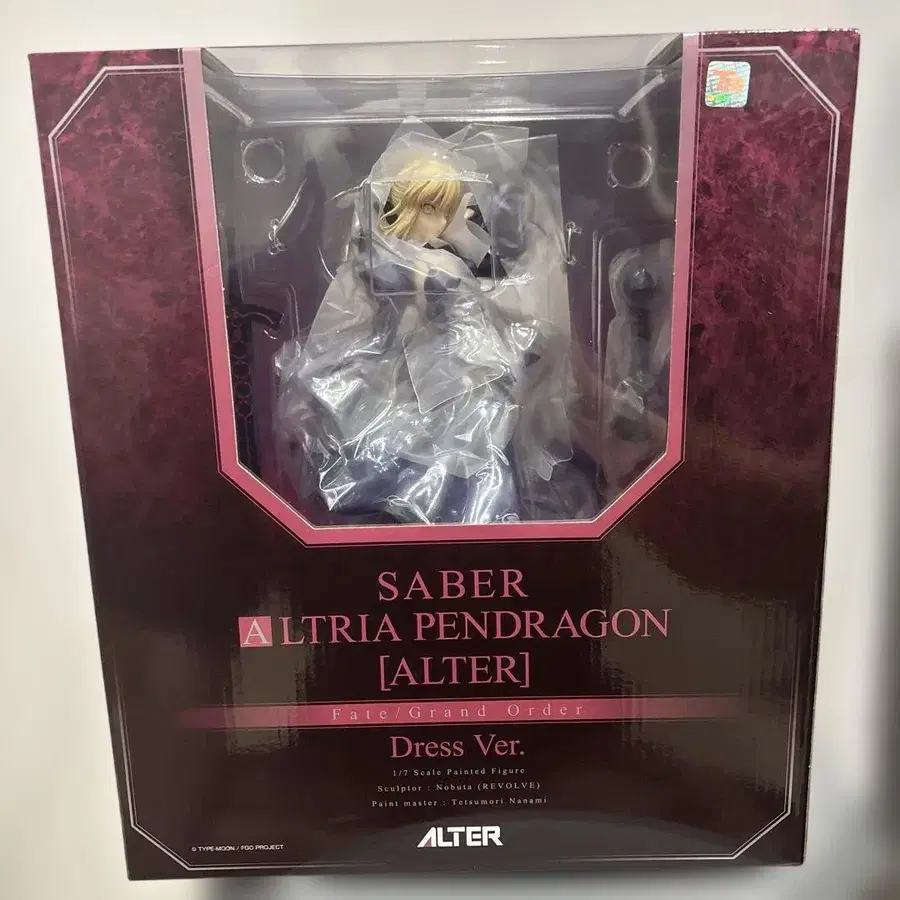 SABER
ALTRIA PENDRAGON
[ALTER]
Fate/Grand Order
Dress Ver.
1/7 Scale Painted Figure
Sculptor : Nobuta (REVOLVE)
Paint master : Tetsumori Nanami
ALTER
© TYPE-MOON / FGO PROJECT